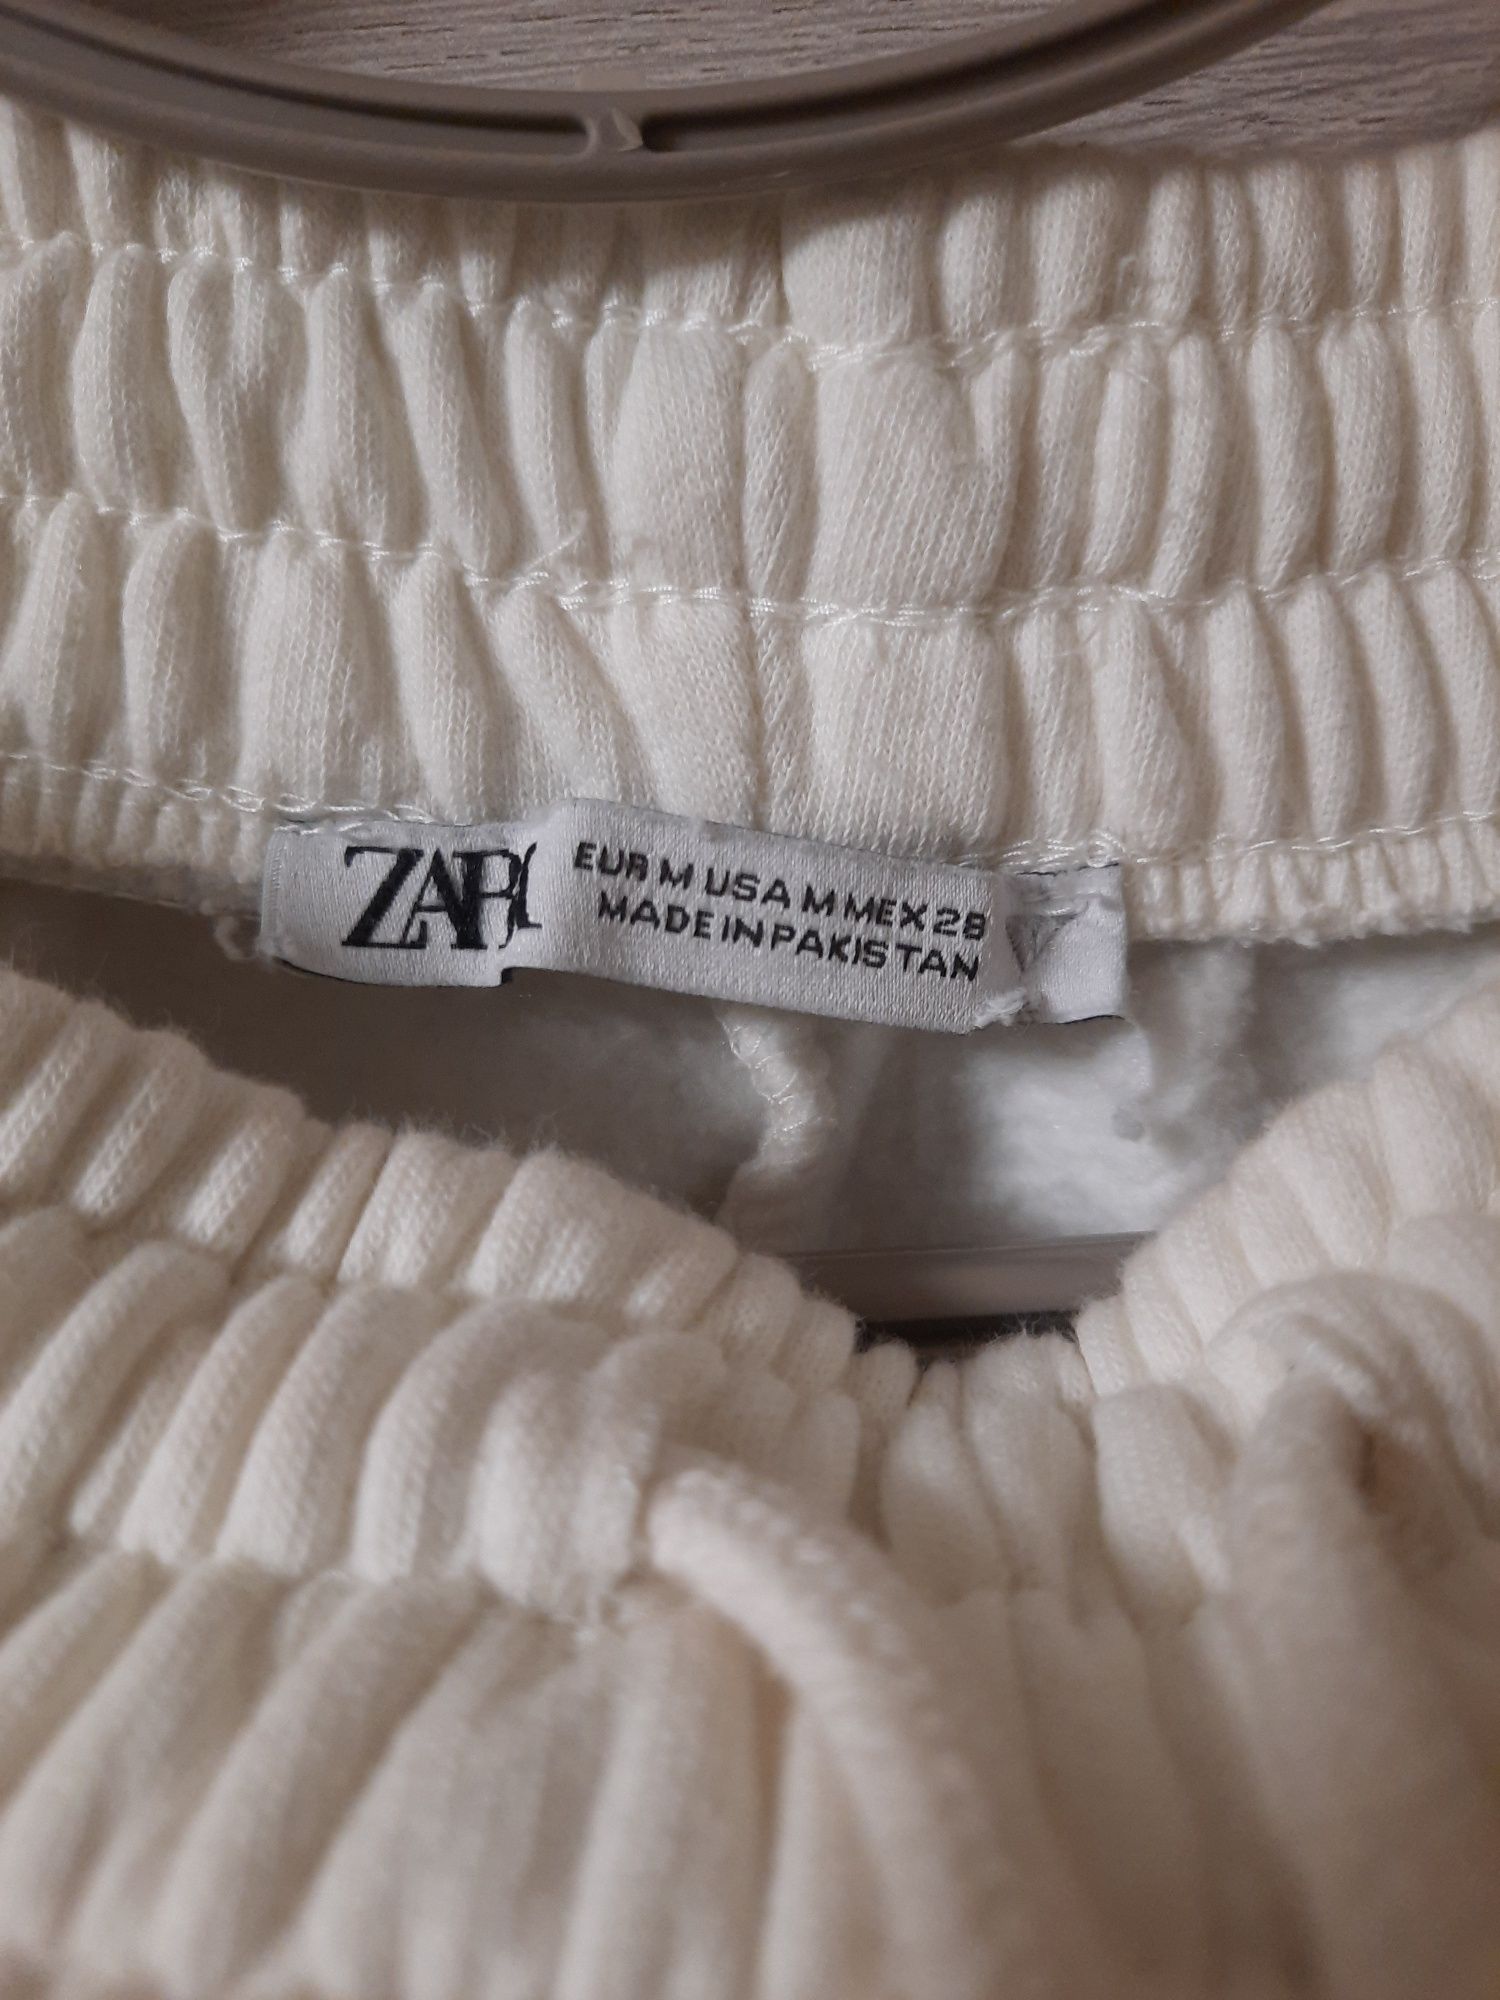 ZARA
EUR M USA M MEX 28
MADE IN PAKISTAN